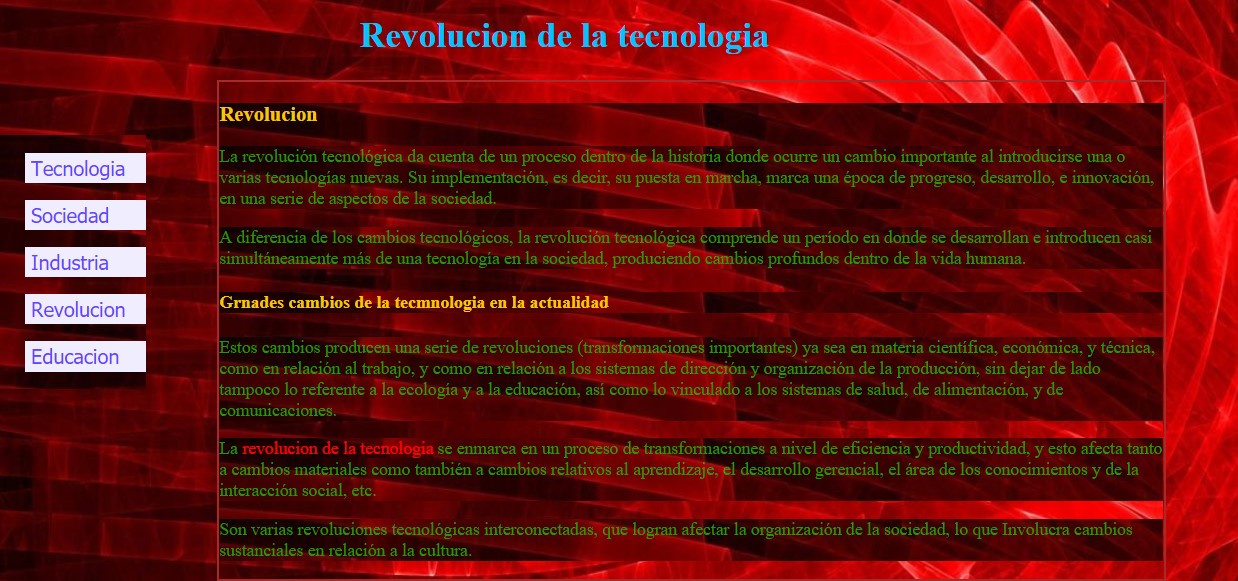 Revolucion de la tecnologia
Tecnologia
Sociedad
Industria
Revolucion
Educacion
Revolucion
La revolución tecnológica da cuenta de un proceso dentro de la historia donde ocurre un cambio importante al introducirse una o
varias tecnologías nuevas. Su implementación, es decir, su puesta en marcha, marca una época de progreso, desarrollo, e innovación,
en una serie de aspectos de la sociedad.
A diferencia de los cambios tecnológicos, la revolución tecnológica comprende un período en donde se desarrollan e introducen casi
simultáneamente más de una tecnología en la sociedad, produciendo cambios profundos dentro de la vida humana.
Grnades cambios de la tecmnologia en la actualidad
Estos cambios producen una serie de revoluciones (transformaciones importantes) ya sea en materia científica, económica, y técnica,
como en relación al trabajo, y como en relación a los sistemas de dirección y organización de la producción, sin dejar de lado
tampoco lo referente a la ecología y a la educación, así como lo vinculado a los sistemas de salud, de alimentación, y de
comunicaciones.
La revolucion de la tecnologia se enmarca en un proceso de transformaciones a nivel de eficiencia y productividad, y esto afecta tanto
a cambios materiales como también a cambios relativos al aprendizaje, el desarrollo gerencial, el área de los conocimientos y de la
interacción social, etc.
Son varias revoluciones tecnológicas interconectadas, que logran afectar la organización de la sociedad, lo que Involucra cambios
sustanciales en relación a la cultura.